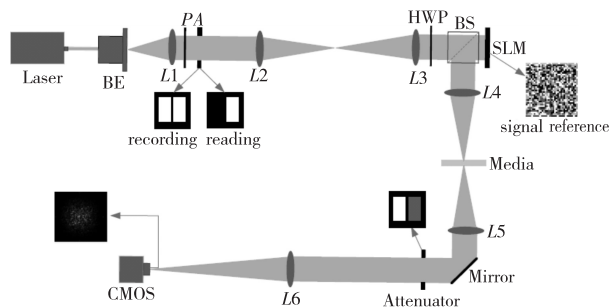 Laser
BE
L1
PA
L2
HWP
L3
BS
SLM
L4
recording
reading
signal reference
Media
L5
Mirror
CMOS
L6
Attenuator